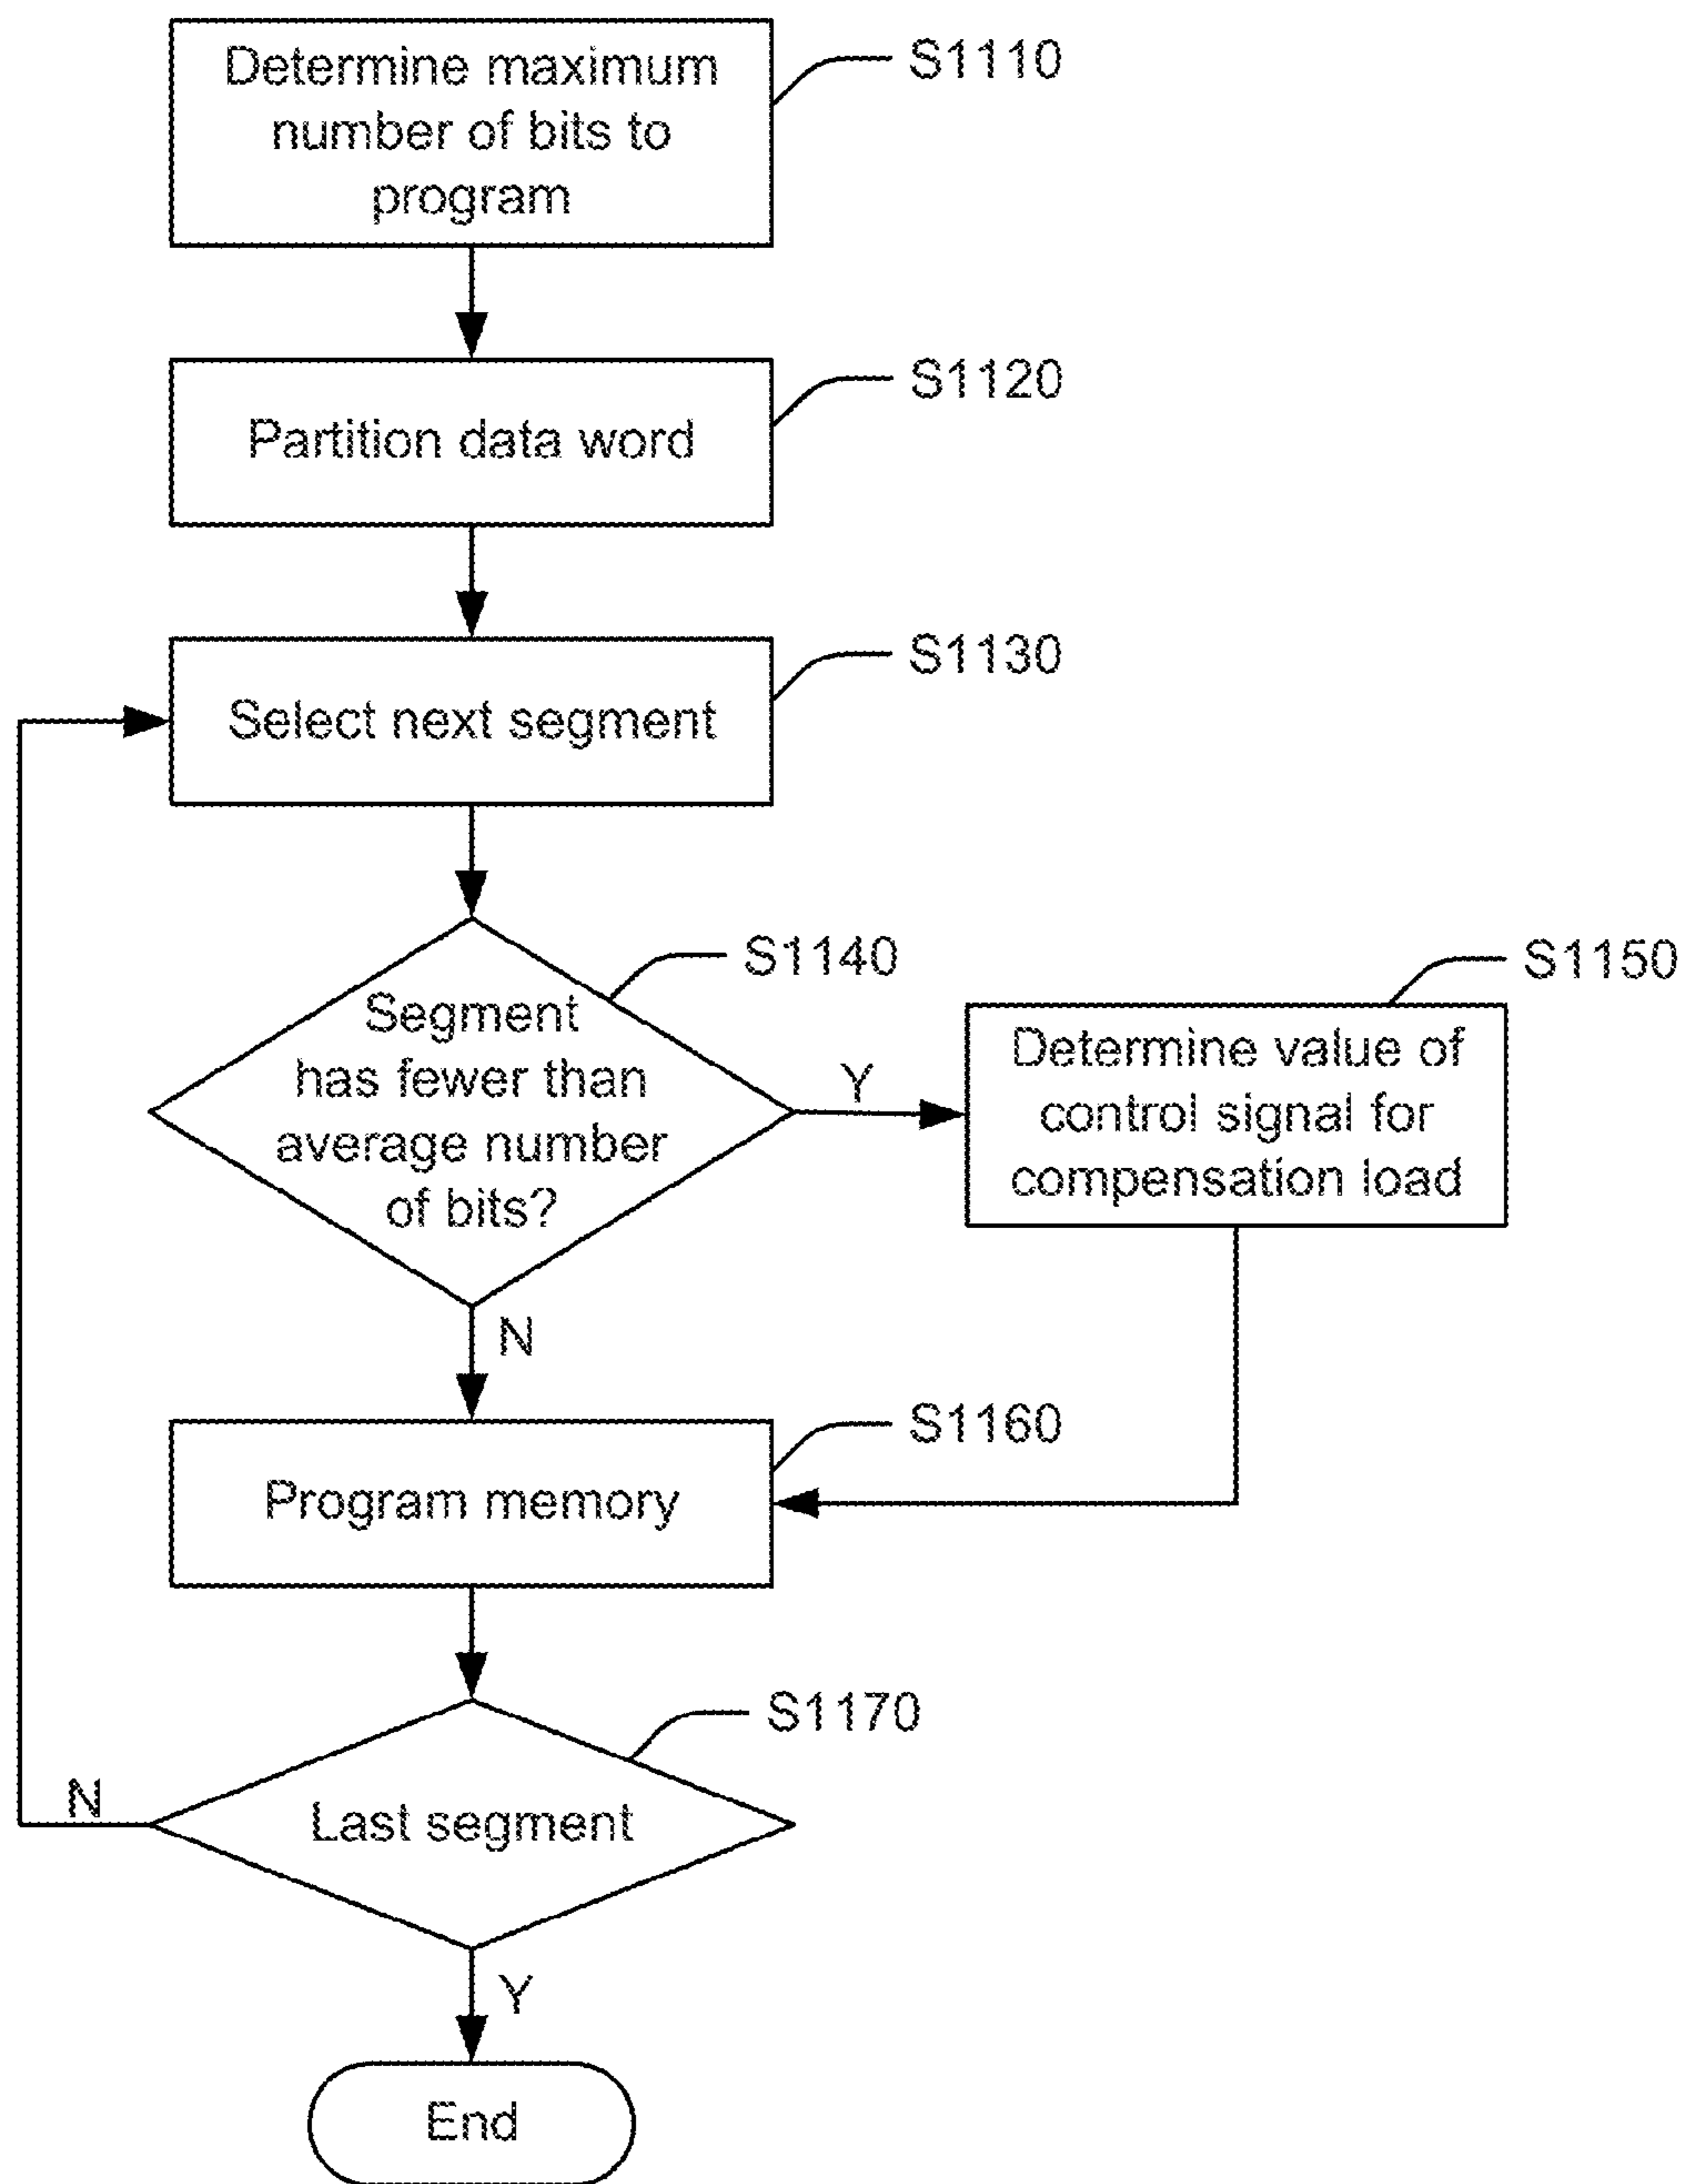 Determine maximum
number of bits to
program
S1110
Partition data word
S1120
Select next segment
S1130
Segment
has fewer than
average number
of bits?
S1140
Y
Determine value of
control signal for
compensation load
S1150
N
Program memory
S1160
Last segment
S1170
N
Y
End